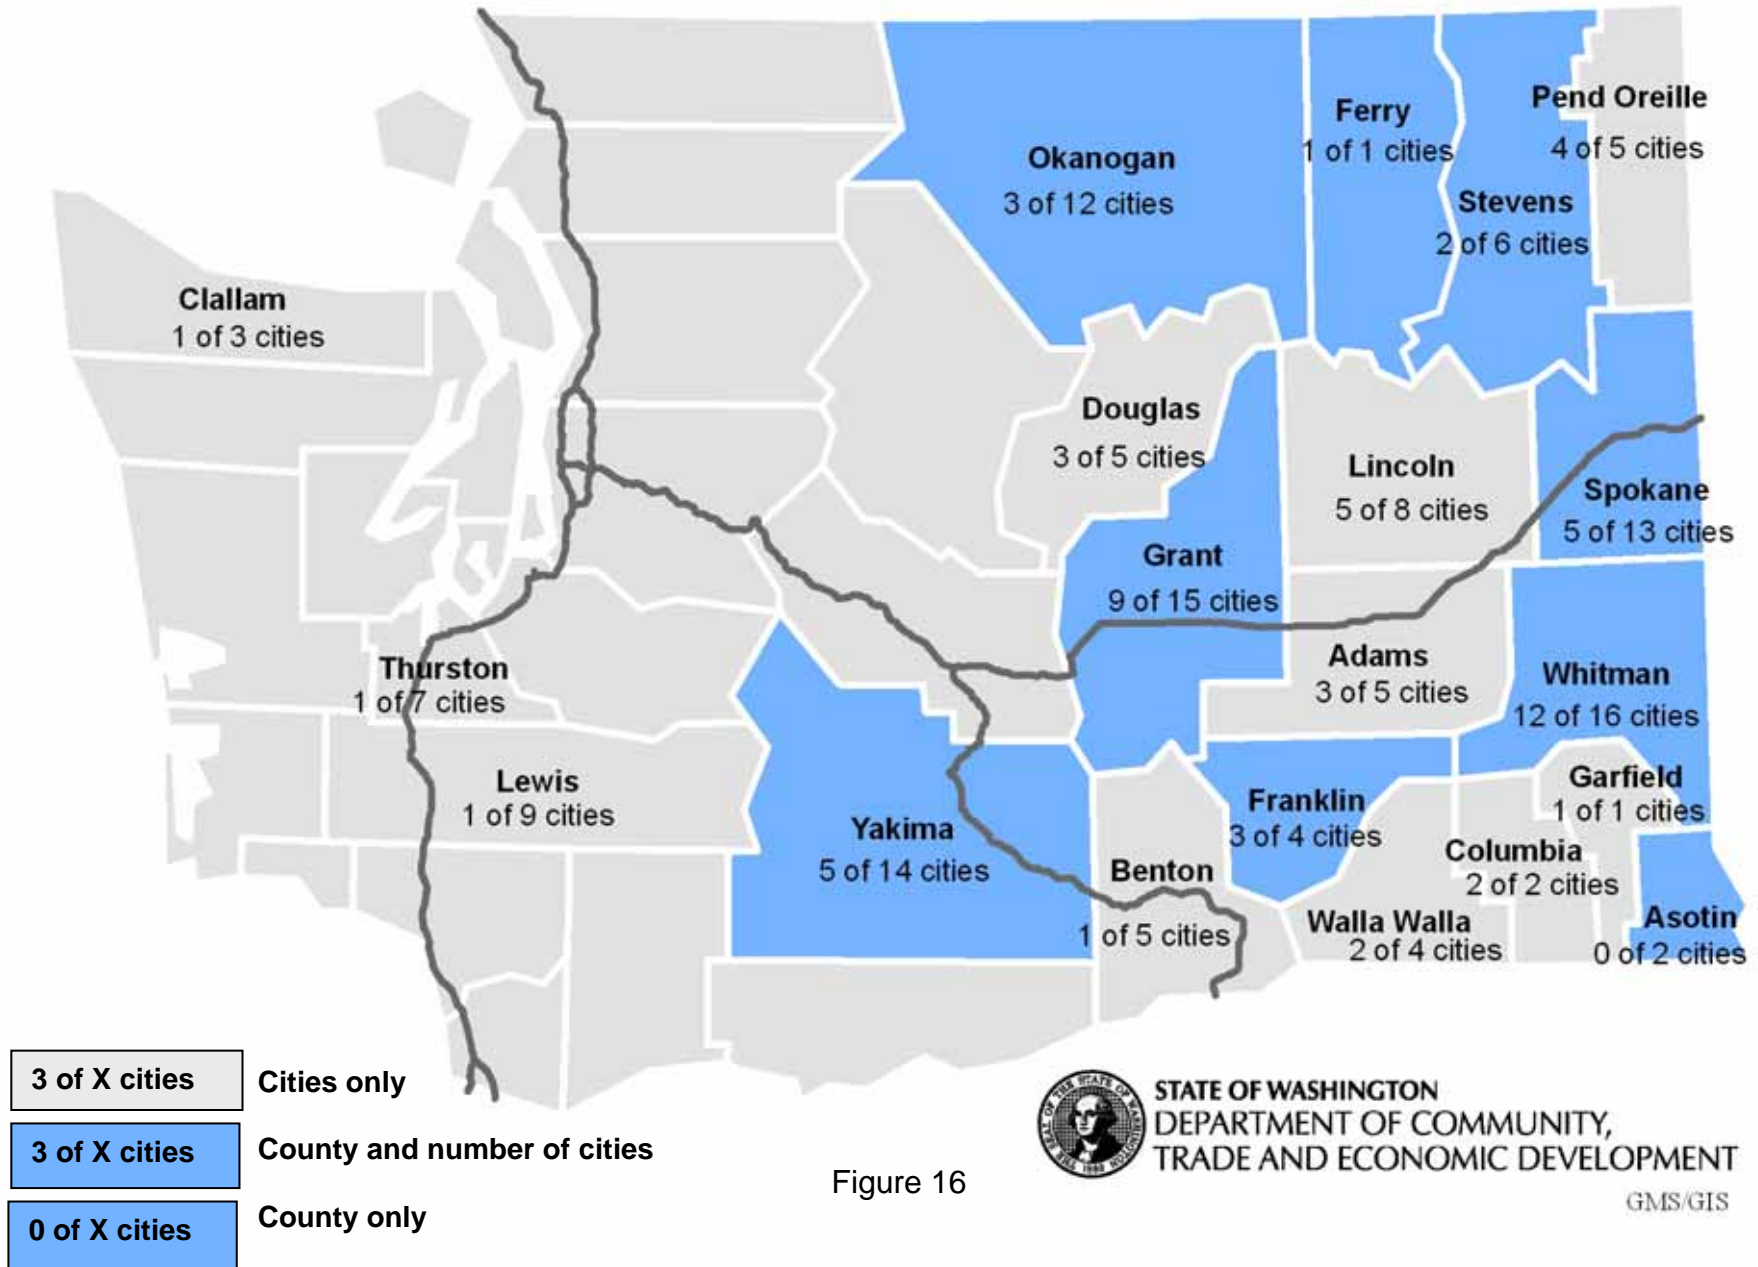 Okanogan
3 of 12 cities
Ferry
1 of 1 cities
Pend Oreille
4 of 5 cities
Stevens
2 of 6 cities
Clallam
1 of 3 cities
Douglas
3 of 5 cities
Lincoln
5 of 8 cities
Spokane
5 of 13 cities
Grant
9 of 15 cities
Thurston
1 of 7 cities
Adams
3 of 5 cities
Whitman
12 of 16 cities
Lewis
1 of 9 cities
Yakima
5 of 14 cities
Benton
1 of 5 cities
Franklin
3 of 4 cities
Garfield
1 of 1 cities
Columbia
2 of 2 cities
Walla Walla
2 of 4 cities
Asotin
0 of 2 cities
3 of X cities
Cities only
3 of X cities
County and number of cities
0 of X cities
County only
Figure 16
STATE OF WASHINGTON
DEPARTMENT OF COMMUNITY,
TRADE AND ECONOMIC DEVELOPMENT
GMS/GIS